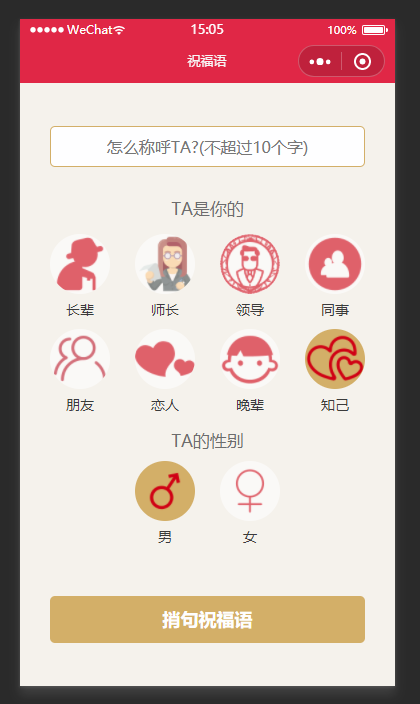 WeChat 15:05 100%
祝福语
怎么称呼TA?(不超过10个字)
TA是你的
长辈 师长 领导 同事
朋友 恋人 晚辈 知己
TA的性别
男 女
捎句祝福语